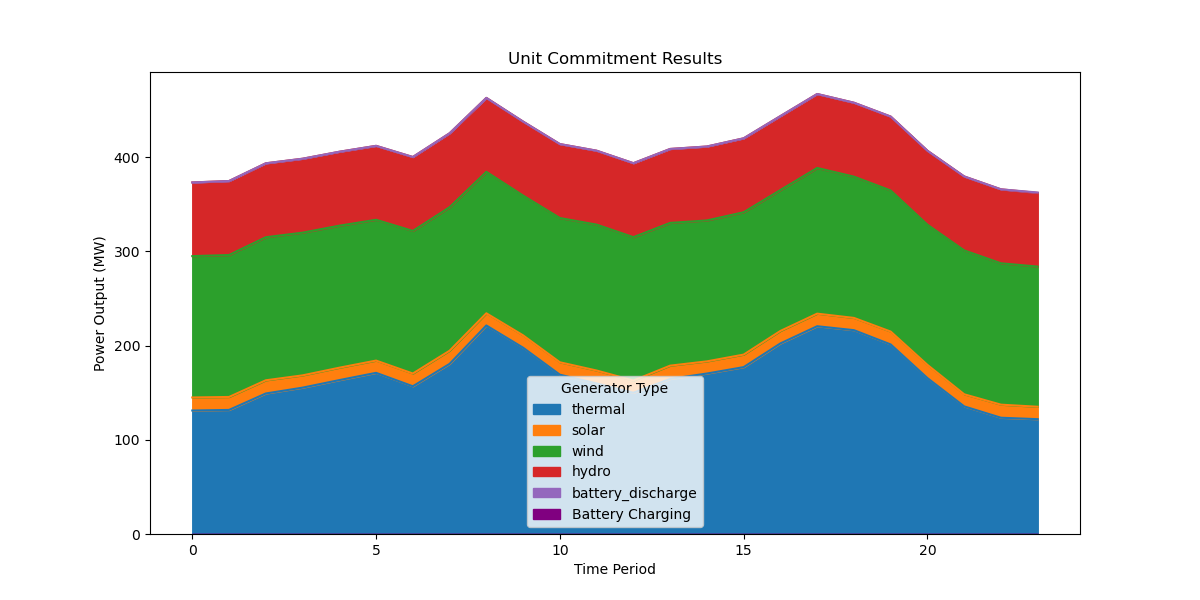 Unit Commitment Results
Power Output (MW)
400
300
200
100
0
Generator Type
thermal
solar
wind
hydro
battery_discharge
Battery Charging
0 5 10 15 20
Time Period